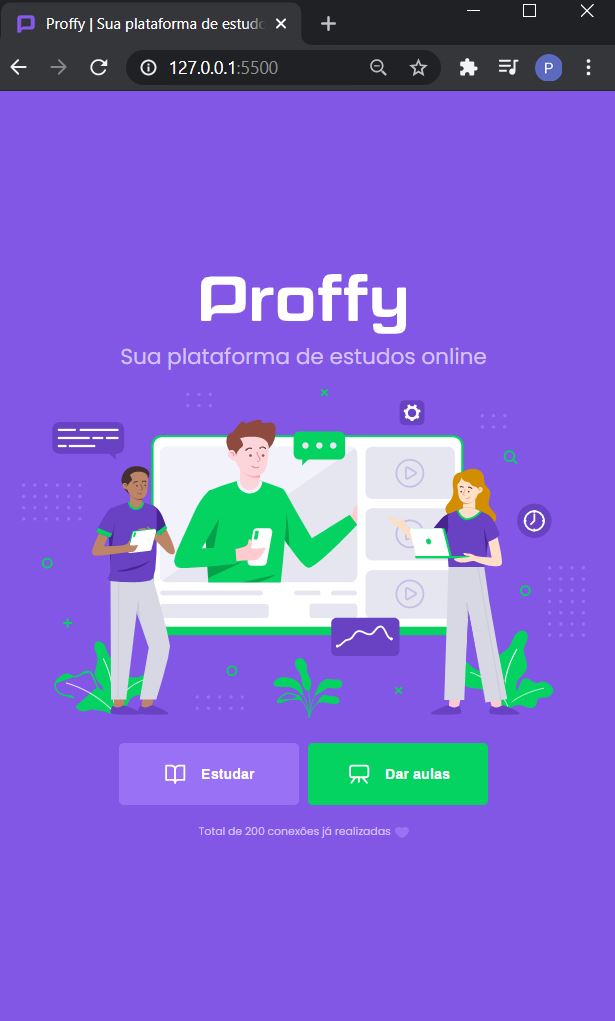 Proffy | Sua plataforma de estudo
127.0.0.1:5500
P
Proffy
Sua plataforma de estudos online
Estudar
Dar aulas
Total de 200 conexões já realizadas